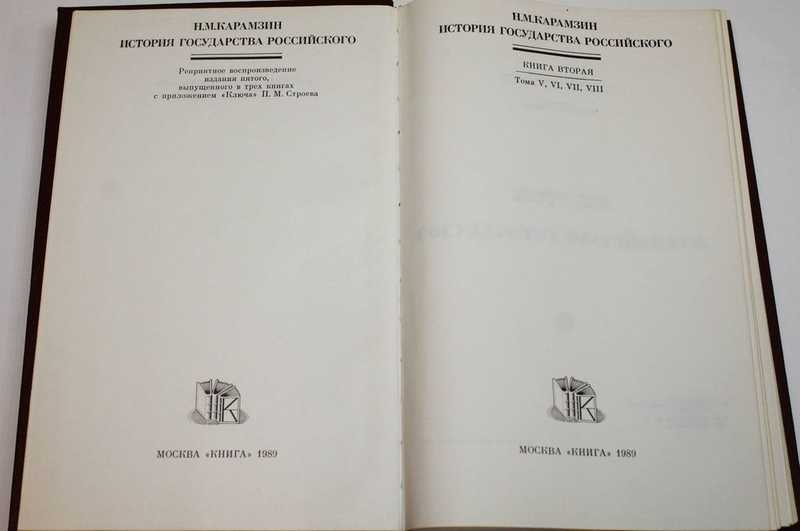 Н.М.КАРАМЗИН
ИСТОРИЯ ГОСУДАРСТВА РОССИЙСКОГО
Репринтное воспроизведение
издания пятого,
выпущенного в трех книгах
с приложением «Ключа» П. М. Строева
К
МОСКВА «КНИГА» 1989
Н.М.КАРАМЗИН
ИСТОРИЯ ГОСУДАРСТВА РОССИЙСКОГО
КНИГА ВТОРАЯ
Тома V, VI, VII, VIII
К
МОСКВА «КНИГА» 1989